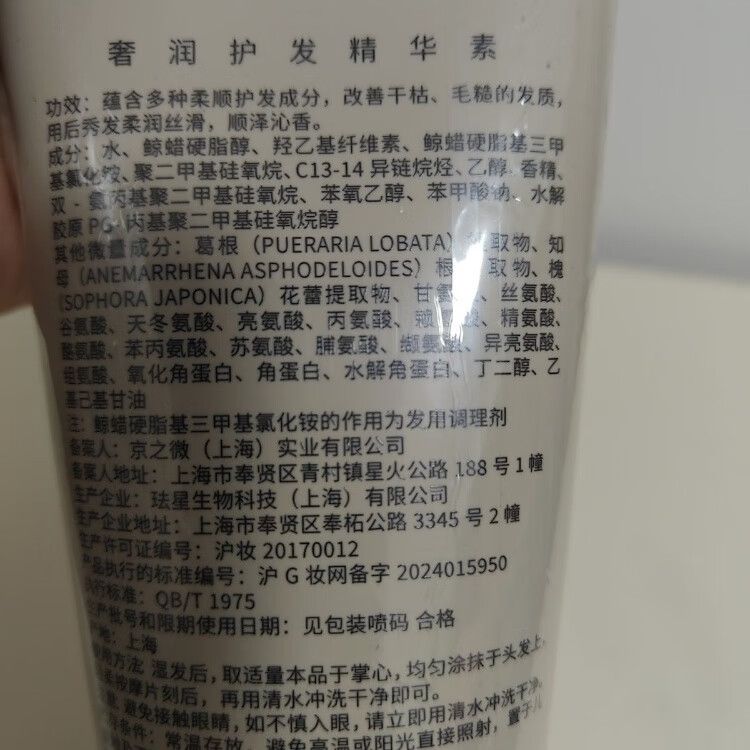 奢润护发精华素
功效：蕴含多种柔顺护发成分，改善干枯、毛糙的发质，
用后秀发柔润丝滑，顺泽沁香。
成分：水、鲸蜡硬脂醇、羟乙基纤维素、鲸蜡硬脂基三甲
基氯化铵、聚二甲基硅氧烷、C13-14 异链烷烃、乙醇、香精、
双-氨丙基聚二甲基硅氧烷、苯氧乙醇、苯甲酸钠、水解
胶原 PG-丙基聚二甲基硅氧烷醇
其他微量成分：葛根（PUERARIA LOBATA）提取物、知
母（ANEMARRHENA ASPHODELOIDES）根提取物、槐
（SOPHORA JAPONICA）花蕾提取物、甘氨酸、丝氨酸、
谷氨酸、天冬氨酸、亮氨酸、丙氨酸、赖氨酸、精氨酸、
酪氨酸、苯丙氨酸、苏氨酸、脯氨酸、缬氨酸、异亮氨酸、
组氨酸、氧化角蛋白、角蛋白、水解角蛋白、丁二醇、乙
基己基甘油
注：鲸蜡硬脂基三甲基氯化铵的作用为发用调理剂
备案人：京之微（上海）实业有限公司
备案人地址：上海市奉贤区青村镇星火公路 188 号 1 幢
生产企业：珐星生物科技（上海）有限公司
生产企业地址：上海市奉贤区奉柘公路 3345 号 2 幢
生产许可证编号：沪妆 20170012
产品执行的标准编号：沪 G 妆网备字 2024015950
执行标准：QB/T 1975
生产批号和限期使用日期：见包装喷码 合格
产地：上海
使用方法：湿发后，取适量本品于掌心，均匀涂抹于头发上，
按摩片刻后，再用清水冲洗干净即可。
避免接触眼睛，如不慎入眼，请立即用清水冲洗干净。
存条件：常温存放，避免高温或阳光直接照射，置于儿